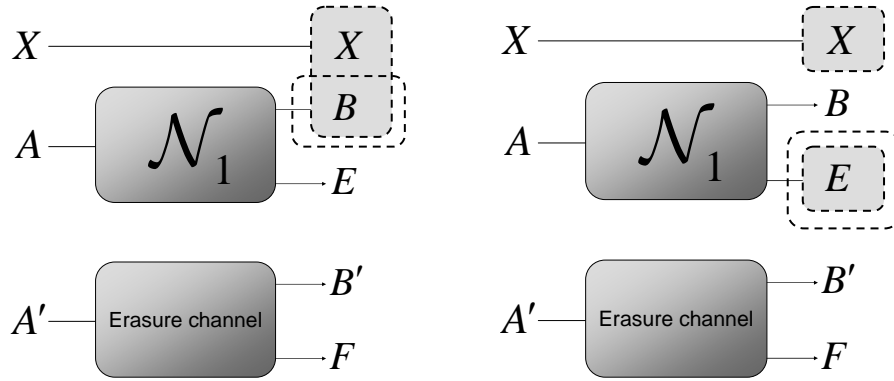 X X
A 𝒩1 B
E
A′ Erasure channel B′
F
X X
A 𝒩1 B
E
A′ Erasure channel B′
F